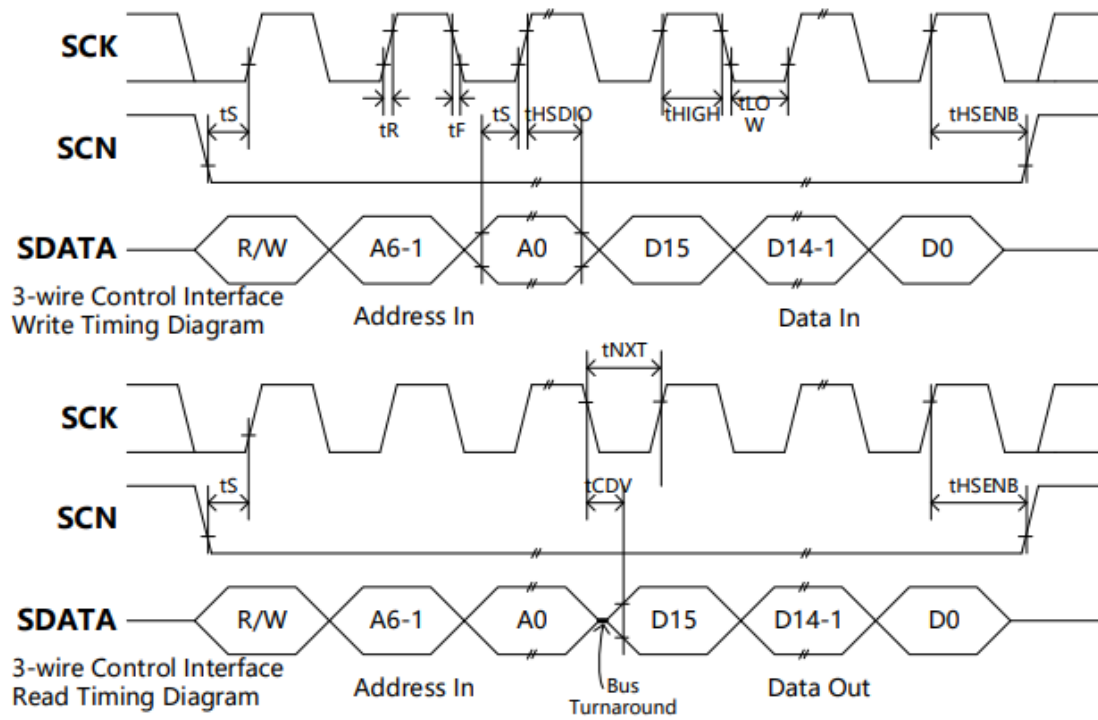 SCK
tS
tR
tF
tS
tHSDIO
tHIGH
tLO
W
tHSENB
SCN
SDATA
R/W
A6-1
A0
D15
D14-1
D0
3-wire Control Interface
Write Timing Diagram
Address In
Data In
tNXT
SCK
tS
tCDV
tHSENB
SCN
SDATA
R/W
A6-1
A0
D15
D14-1
D0
3-wire Control Interface
Read Timing Diagram
Address In
Bus
Turnaround
Data Out